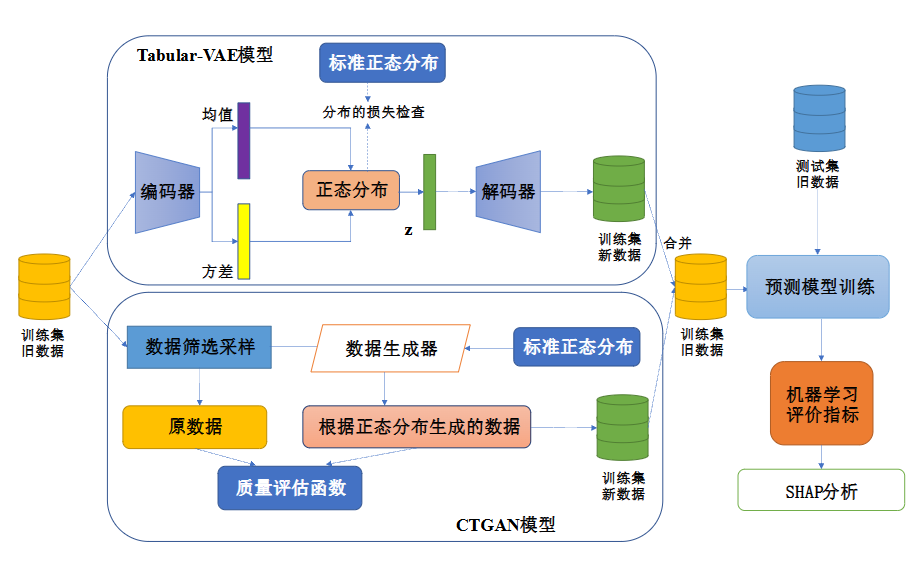 Tabular-VAE模型
标准正态分布
均值
分布的损失检查
编码器
正态分布
解码器
z
方差
训练集
新数据
训练集
旧数据
合并
测试集
旧数据
训练集
旧数据
预测模型训练
数据筛选采样
数据生成器
标准正态分布
原数据
根据正态分布生成的数据
训练集
新数据
质量评估函数
CTGAN模型
机器学习
评价指标
SHAP分析